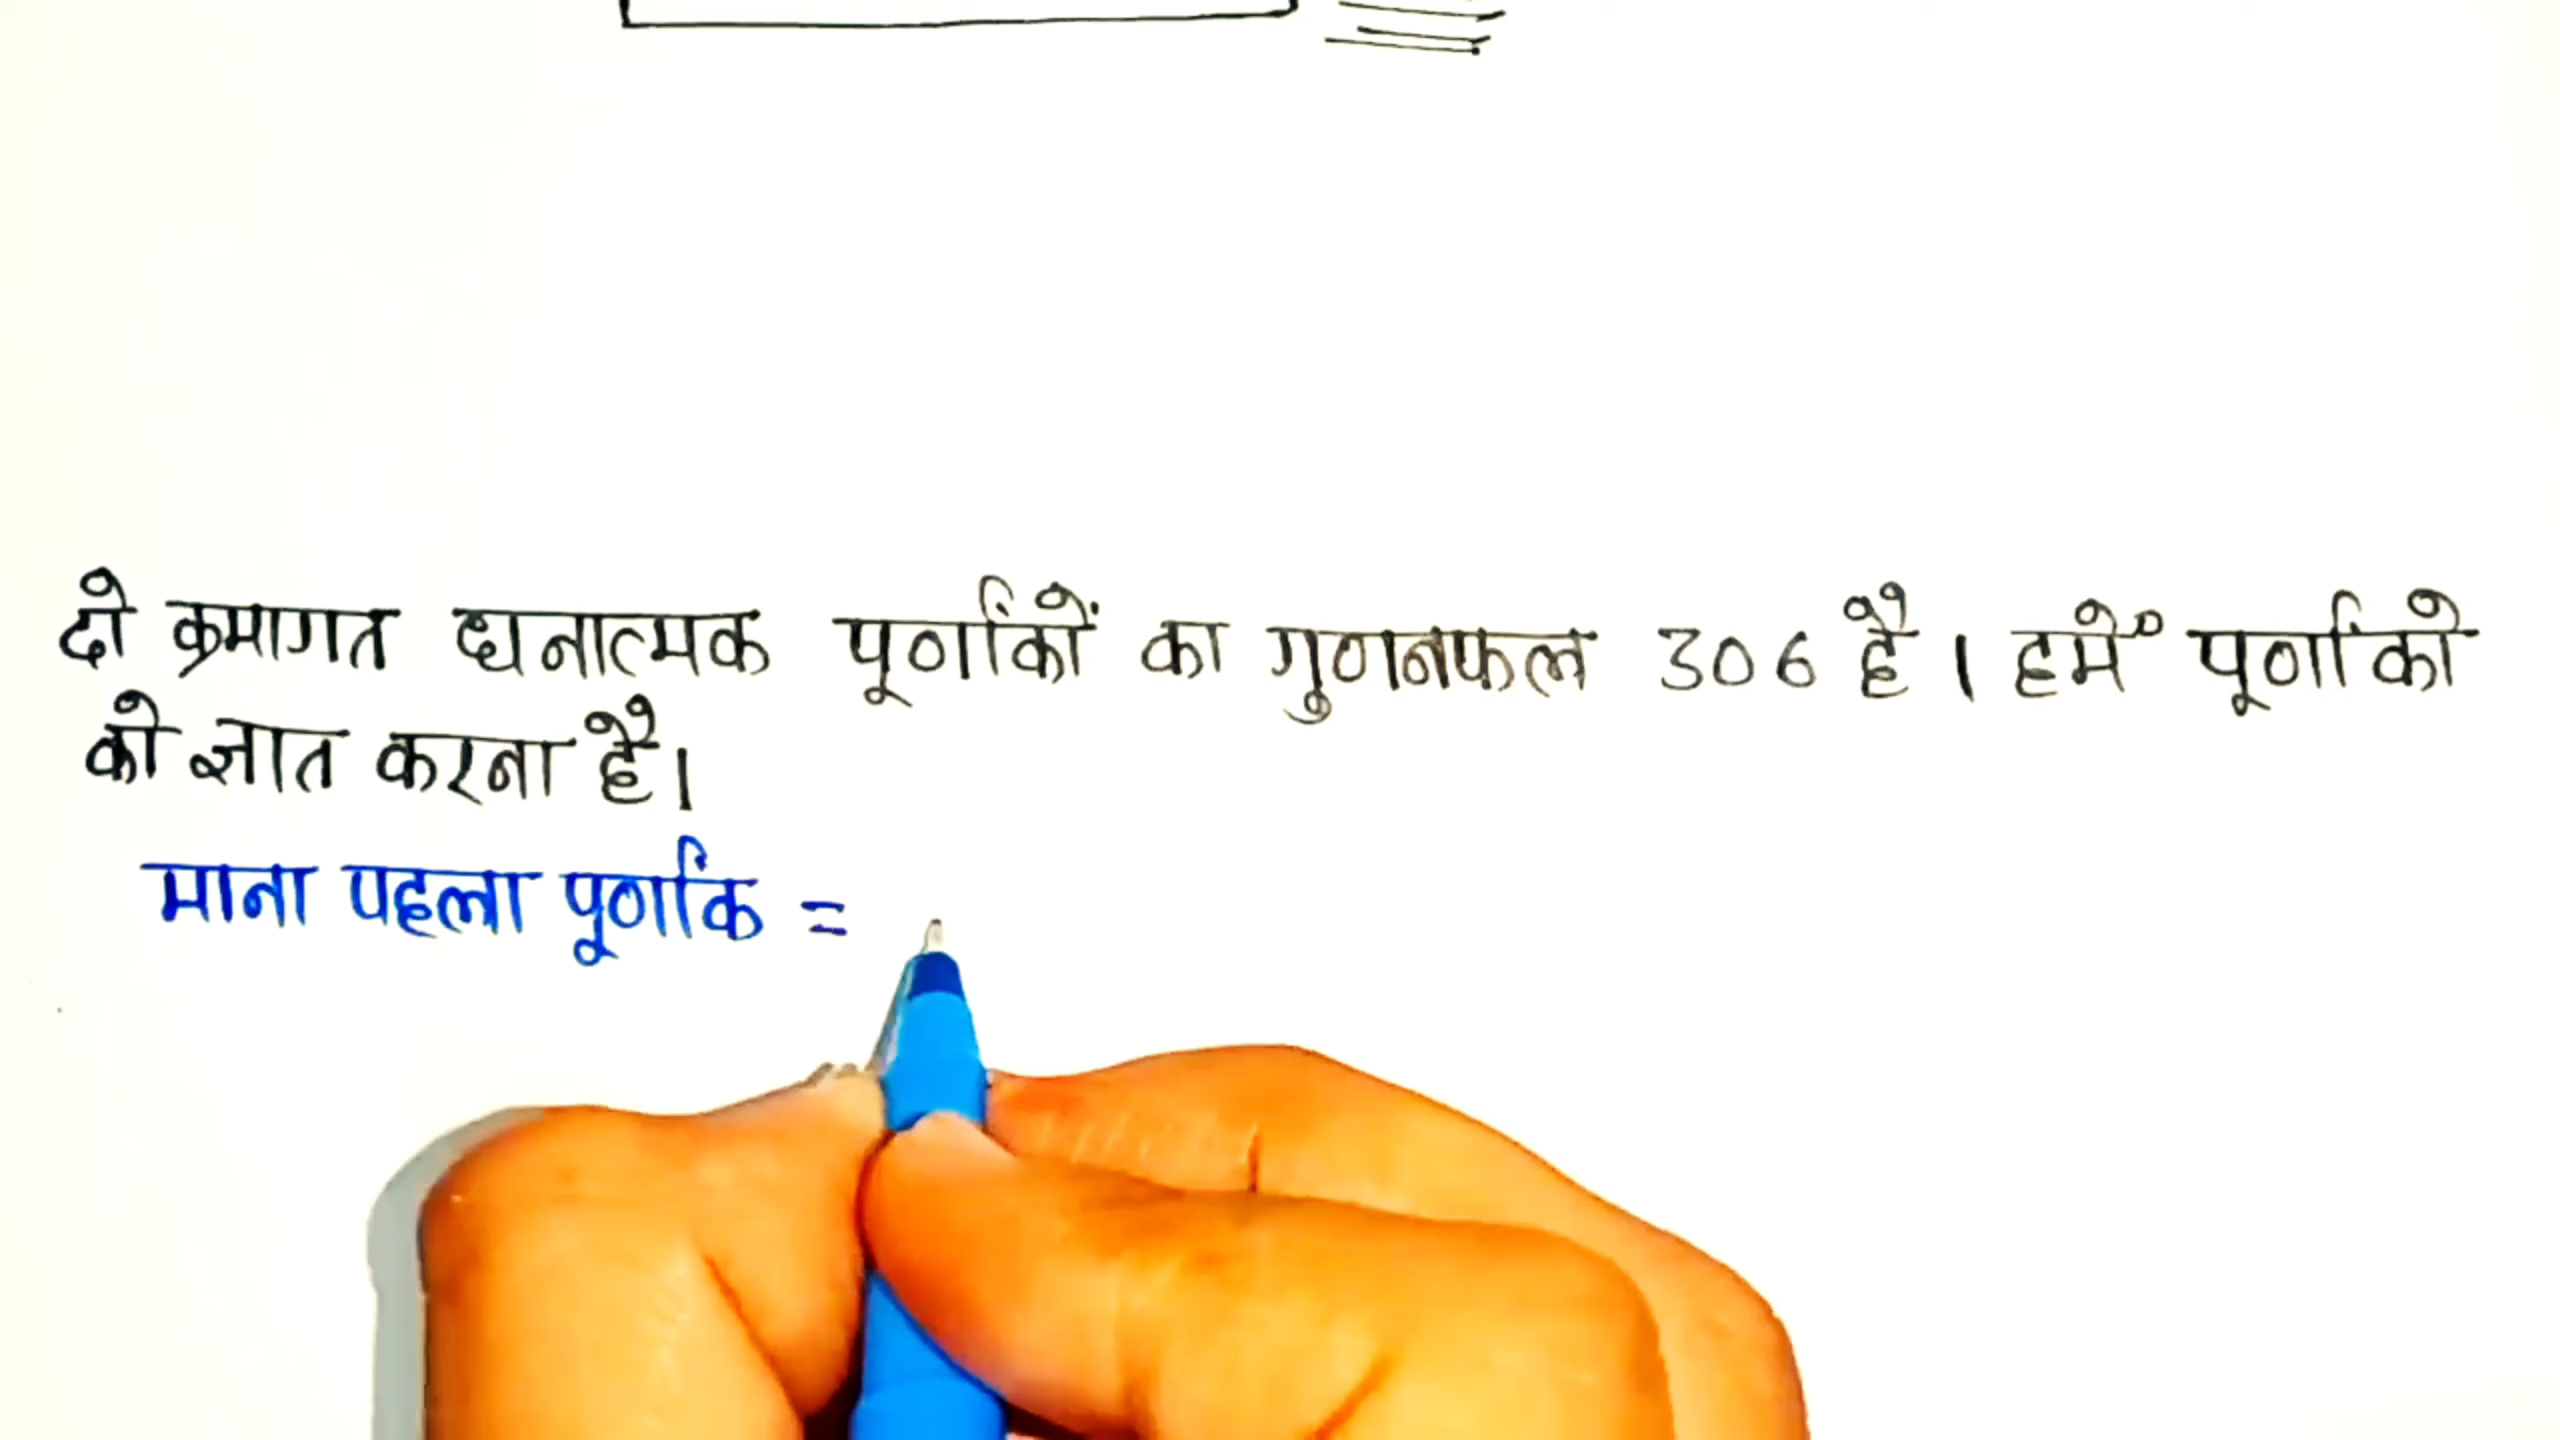 दो क्रमागत धनात्मक पूर्णांकों का गुणनफल 306 है। हमें पूर्णांको
को ज्ञात करना है।
माना पहला पूर्णांक =